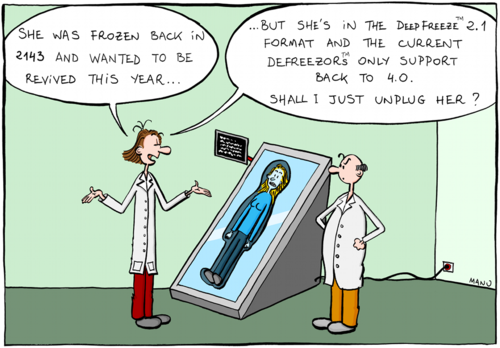 SHE WAS FROZEN BACK IN
2143 AND WANTED TO BE
REVIVED THIS YEAR...
...BUT SHE'S IN THE DEEPFREEZE™ 2.1
FORMAT AND THE CURRENT
DEFREEZORS™ ONLY SUPPORT
BACK TO 4.0.
SHALL I JUST UNPLUG HER ?
MANU